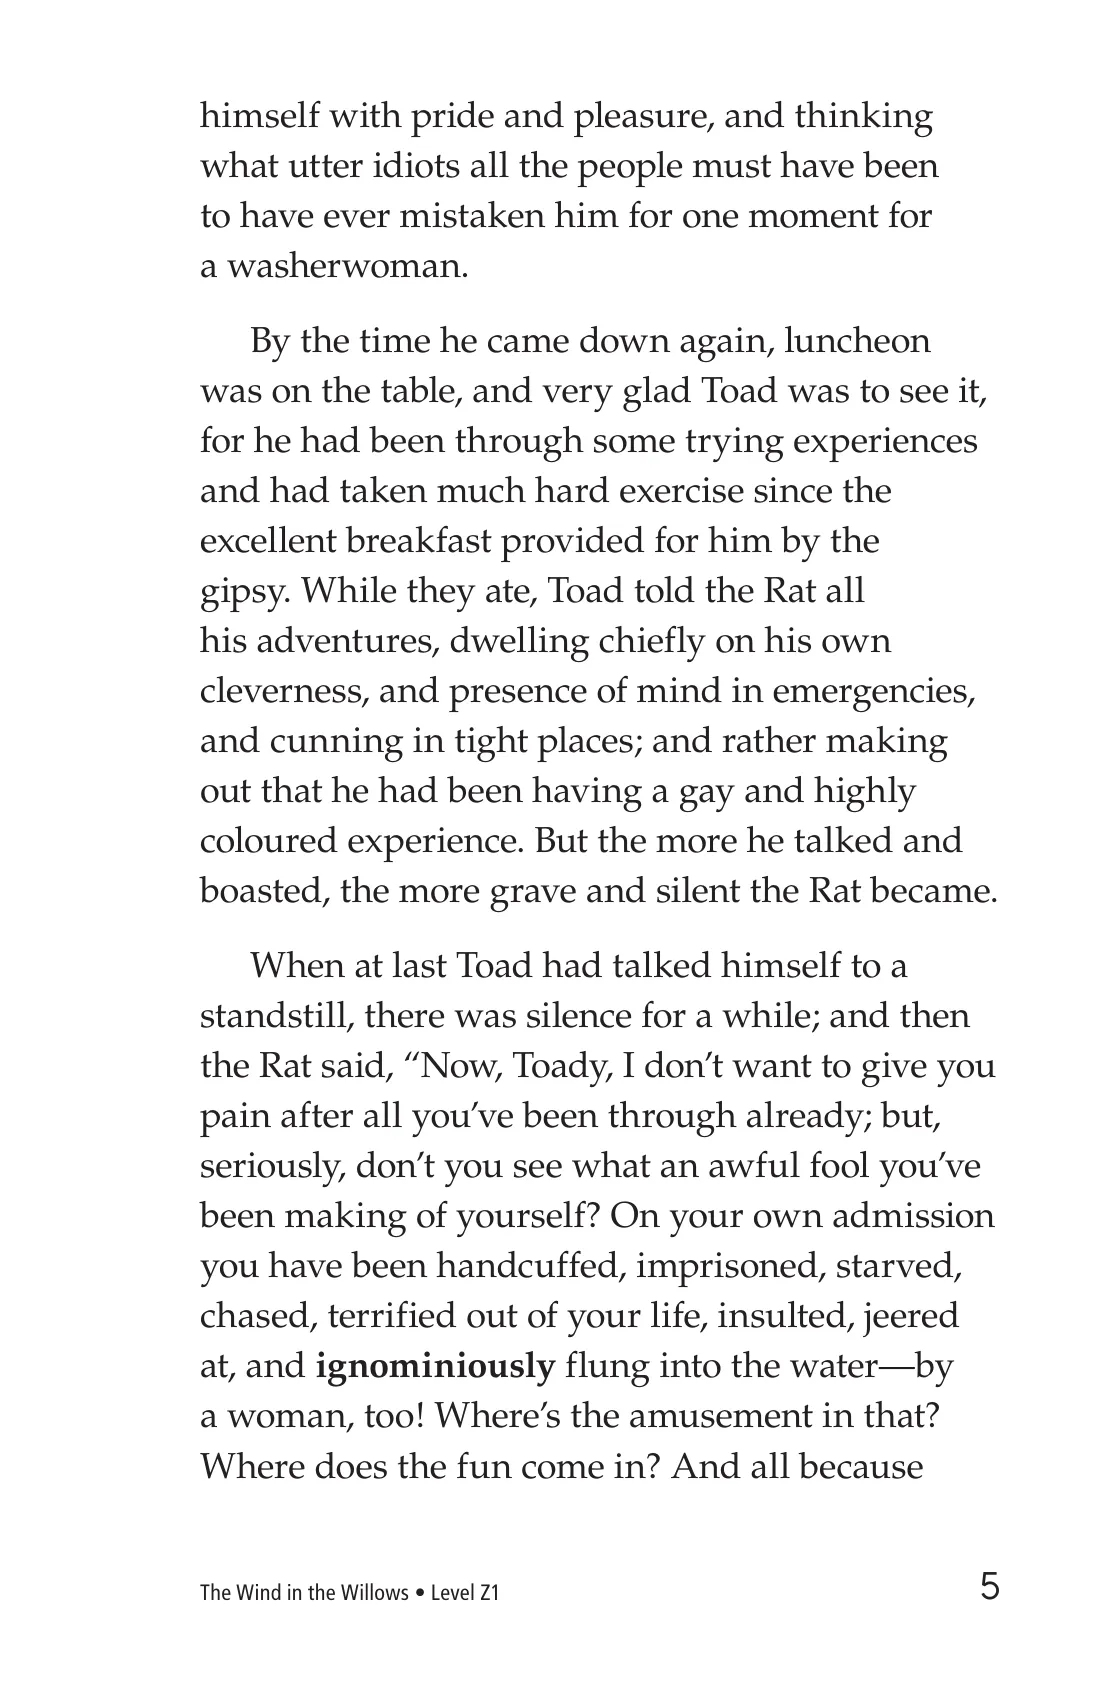 himself with pride and pleasure, and thinking
what utter idiots all the people must have been
to have ever mistaken him for one moment for
a washerwoman.
By the time he came down again, luncheon
was on the table, and very glad Toad was to see it,
for he had been through some trying experiences
and had taken much hard exercise since the
excellent breakfast provided for him by the
gipsy. While they ate, Toad told the Rat all
his adventures, dwelling chiefly on his own
cleverness, and presence of mind in emergencies,
and cunning in tight places; and rather making
out that he had been having a gay and highly
coloured experience. But the more he talked and
boasted, the more grave and silent the Rat became.
When at last Toad had talked himself to a
standstill, there was silence for a while; and then
the Rat said, “Now, Toady, I don’t want to give you
pain after all you’ve been through already; but,
seriously, don’t you see what an awful fool you’ve
been making of yourself? On your own admission
you have been handcuffed, imprisoned, starved,
chased, terrified out of your life, insulted, jeered
at, and ignominiously flung into the water—by
a woman, too! Where’s the amusement in that?
Where does the fun come in? And all because
The Wind in the Willows • Level Z1
5